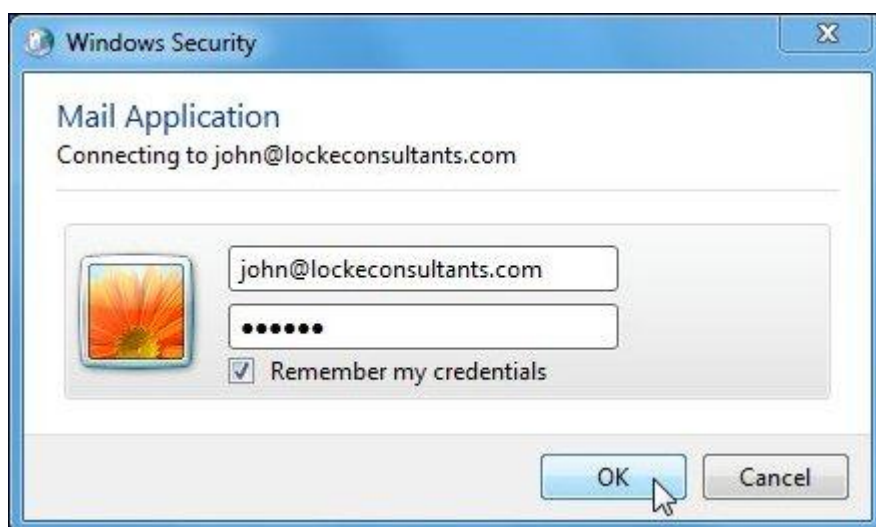 Windows Security
Mail Application
Connecting to john@lockeconsultants.com
john@lockeconsultants.com
●●●●●●
Remember my credentials
OK
Cancel